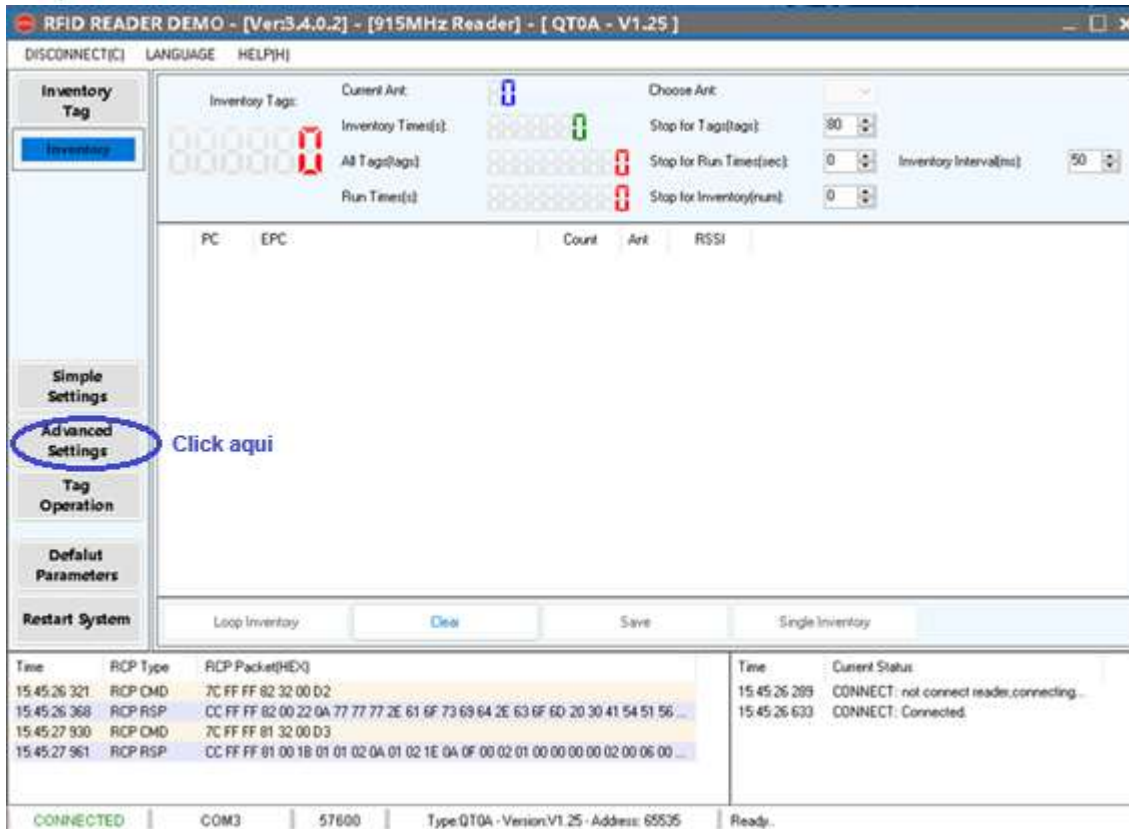 RFID READER DEMO - [Ver:3.4.0.2] - [915MHz Reader] - [ QT0A - V1.25 ]
DISCONNECT(C) LANGUAGE HELP(H)
Inventory
Tag
Inventory
Inventory Tags:
0
Current Ant:
0
Choose Ant:
Inventory Times(s):
0
Stop for Tags(tags):
80
All Tags(tags):
0
Stop for Run Times(sec):
0
Inventory Interval(ms):
50
Run Times(s):
0
Stop for Inventory(num):
0
PC EPC Count Ant RSSI
Simple
Settings
Advanced
Settings
Click aqui
Tag
Operation
Defalut
Parameters
Restart System
Loop Inventory Clear Save Single Inventory
Time RCP Type RCP Packet(HEX)
15:45:26 321 RCP CMD 7C FF FF 82 32 00 D2
15:45:26 368 RCP RSP CC FF FF 82 00 22 0A 77 77 77 2E 61 6F 73 69 64 2E 63 6F 6D 20 30 41 54 51 56 ...
15:45:27 930 RCP CMD 7C FF FF 81 32 00 D3
15:45:27 961 RCP RSP CC FF FF 81 00 18 01 01 02 0A 01 02 1E 0A 0F 00 02 01 00 00 00 00 02 00 06 00 ...
Time Current Status
15:45:26 289 CONNECT: not connect reader,connecting...
15:45:26 633 CONNECT: Connected.
CONNECTED COM3 57600 Type:QT0A - Version:V1.25 - Address: 65535 Ready..